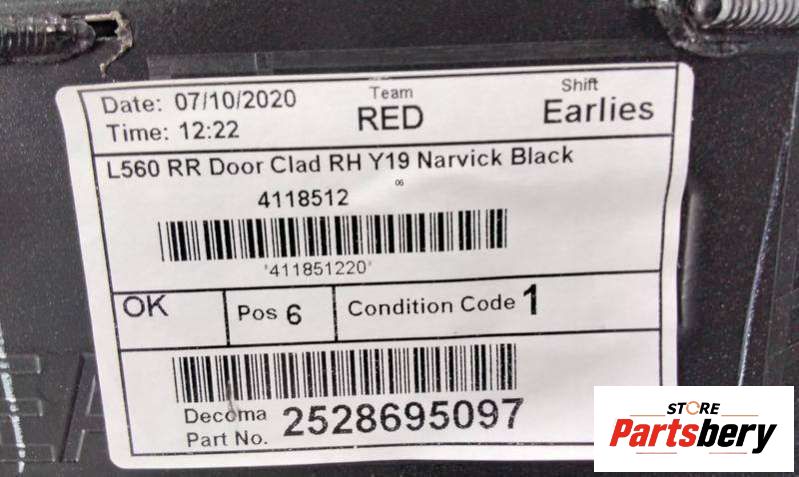 Date: 07/10/2020
Team
RED
Shift
Earlies
Time: 12:22
L560 RR Door Clad RH Y19 Narvick Black
06
4118512
'411851220'
OK
Pos 6
Condition Code 1
Decoma
Part No. 2528695097
STORE
Partsbery